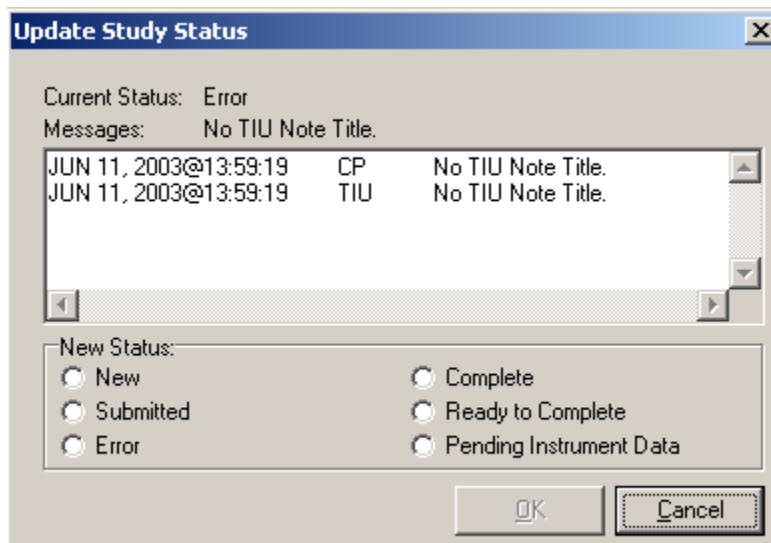 Update Study Status
Current Status: Error
Messages: No TIU Note Title.
JUN 11, 2003@13:59:19 CP No TIU Note Title.
JUN 11, 2003@13:59:19 TIU No TIU Note Title.
New Status:
New Complete
Submitted Ready to Complete
Error Pending Instrument Data
OK Cancel